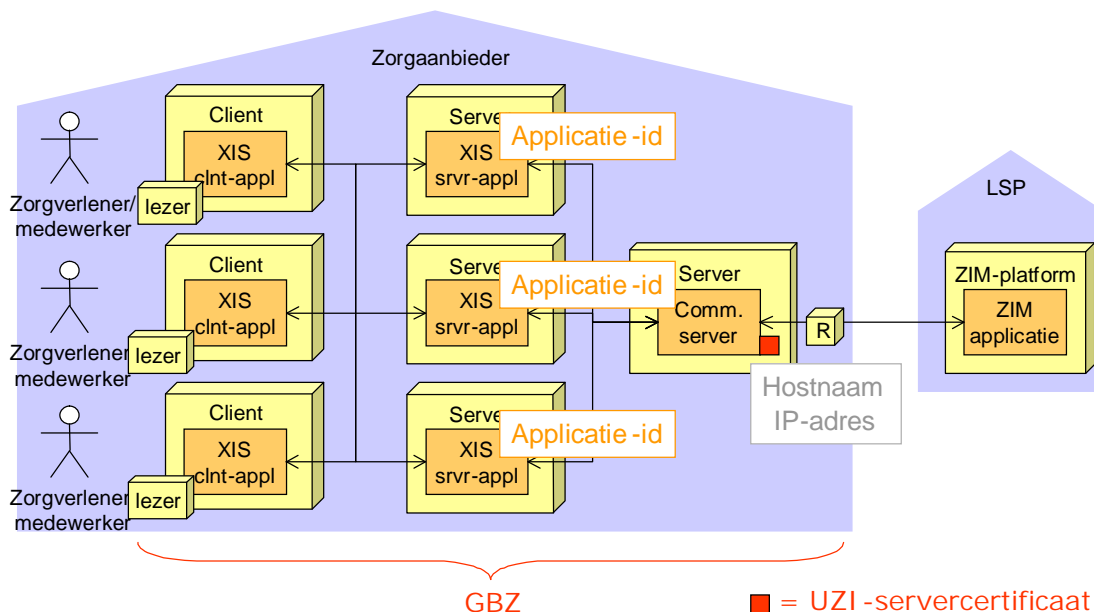 Zorgaanbieder
Client
XIS
clnt-appl
lezer
Zorgverlener/
medewerker
Serve
XIS
srvr-appl
Applicatie-id
Client
XIS
clnt-appl
lezer
Zorgverlener
medewerker
Serve
XIS
srvr-appl
Applicatie-id
Client
XIS
clnt-appl
lezer
Zorgverlener
medewerker
Serve
XIS
srvr-appl
Applicatie-id
Server
Comm.
server
R
Hostnaam
IP-adres
LSP
ZIM-platform
ZIM
applicatie
GBZ
= UZI-servercertificaat